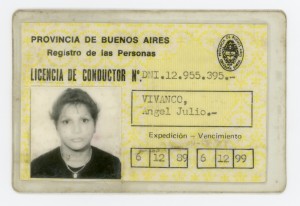 PROVINCIA DE BUENOS AIRES
Registro de las Personas
LICENCIA DE CONDUCTOR Nº DNI.12.955.395.—
VIVANCO,
Angel Julio.—
Expedición - Vencimiento
6 12 89 6 12 99